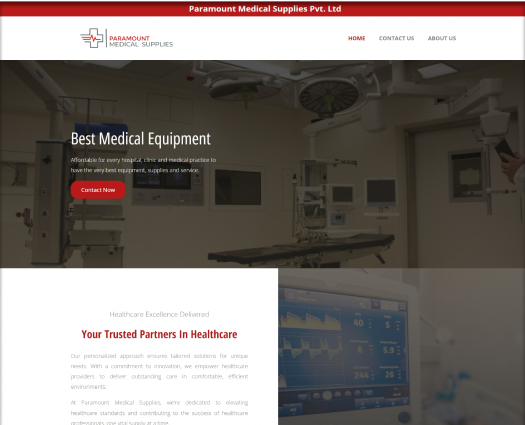 Paramount Medical Supplies Pvt. Ltd
PARAMOUNT
MEDICAL SUPPLIES
HOME CONTACT US ABOUT US
Best Medical Equipment
Affordable for every hospital, clinic and medical practice to
have the very best equipment, supplies and service.
Contact Now
Healthcare Excellence Delivered
Your Trusted Partners In Healthcare
Our personalized approach ensures tailored solutions for unique
needs. With a commitment to innovation, we empower healthcare
providers to deliver outstanding care in comfortable, efficient
environments.
At Paramount Medical Supplies, we're dedicated to elevating
healthcare standards and contributing to the success of healthcare
professionals, one vital supply at a time.
40
5
5.9
244
26